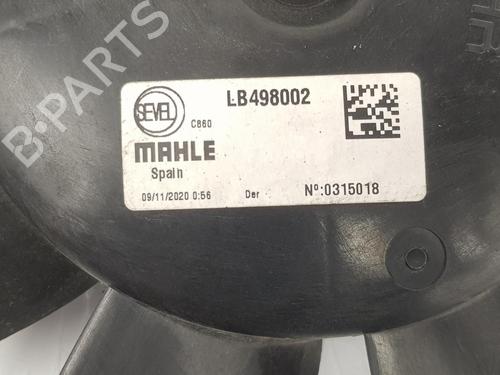 SEVEL
C860
LB498002
MAHLE
Spain
09/11/2020 0:56
Der
Nº:0315018
B-PARTS